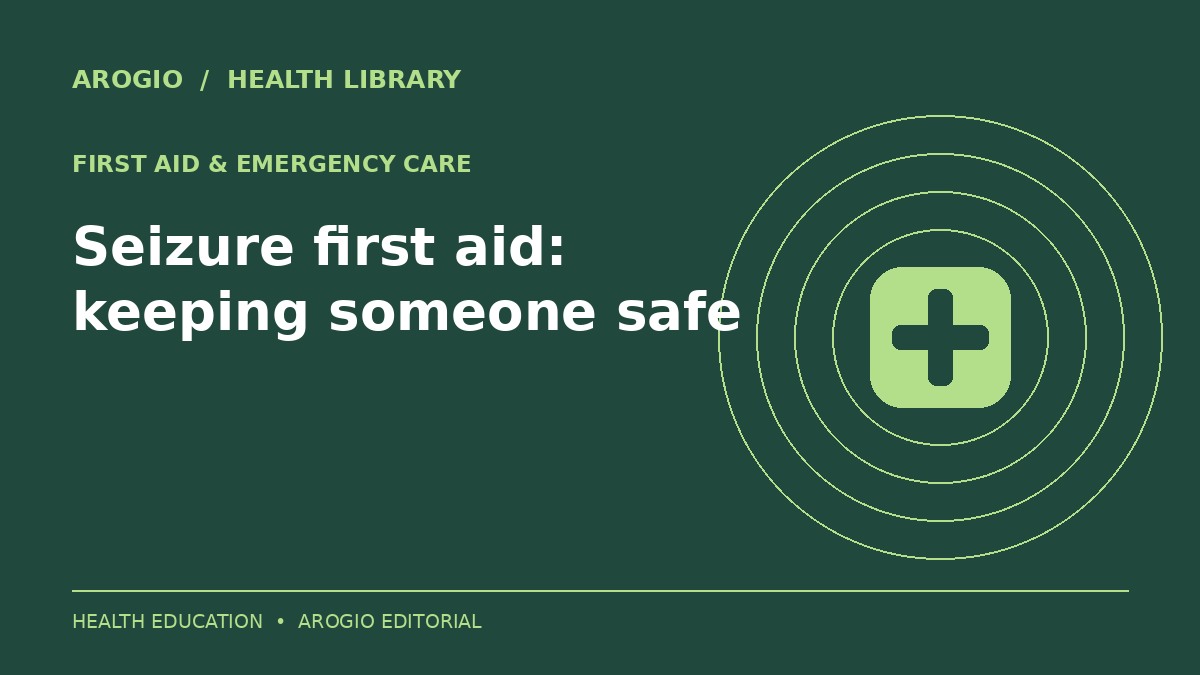 AROGIO / HEALTH LIBRARY
FIRST AID & EMERGENCY CARE
Seizure first aid:
keeping someone safe
HEALTH EDUCATION • AROGIO EDITORIAL